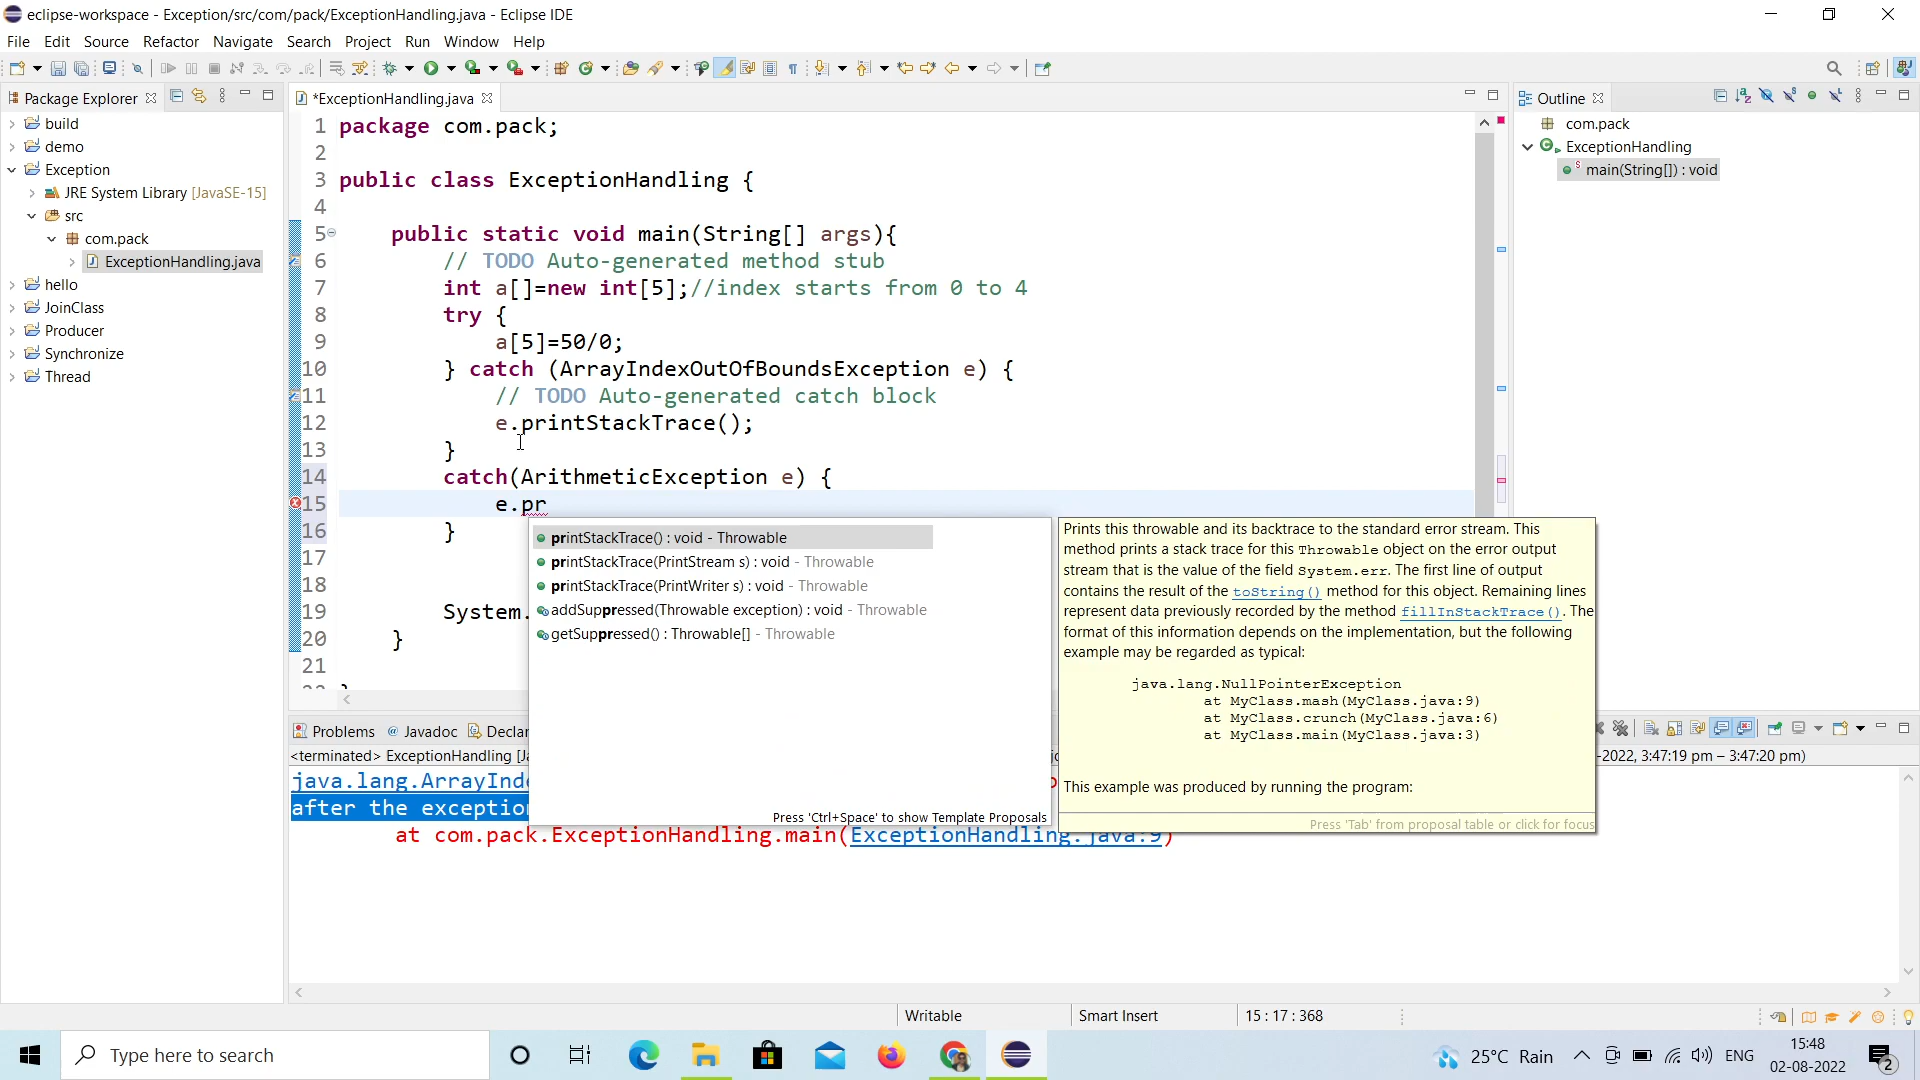 eclipse-workspace - Exception/src/com/pack/ExceptionHandling.java - Eclipse IDE
File Edit Source Refactor Navigate Search Project Run Window Help
Package Explorer
build
demo
Exception
JRE System Library [JavaSE-15]
src
com.pack
ExceptionHandling.java
hello
JoinClass
Producer
Synchronize
Thread
*ExceptionHandling.java
1 package com.pack;
2
3 public class ExceptionHandling {
4
5 public static void main(String[] args){
6 // TODO Auto-generated method stub
7 int a[]=new int[5];//index starts from 0 to 4
8 try {
9 a[5]=50/0;
10 } catch (ArrayIndexOutOfBoundsException e) {
11 // TODO Auto-generated catch block
12 e.printStackTrace();
13 }
14 catch(ArithmeticException e) {
15 e.pr
16 }
17
18
19 System.
20 }
21
printStackTrace() : void - Throwable
printStackTrace(PrintStream s) : void - Throwable
printStackTrace(PrintWriter s) : void - Throwable
addSuppressed(Throwable exception) : void - Throwable
getSuppressed() : Throwable[] - Throwable
Press 'Ctrl+Space' to show Template Proposals
Prints this throwable and its backtrace to the standard error stream. This
method prints a stack trace for this Throwable object on the error output
stream that is the value of the field System.err. The first line of output
contains the result of the toString() method for this object. Remaining lines
represent data previously recorded by the method fillInStackTrace(). The
format of this information depends on the implementation, but the following
example may be regarded as typical:
java.lang.NullPointerException
at MyClass.mash(MyClass.java:9)
at MyClass.crunch(MyClass.java:6)
at MyClass.main(MyClass.java:3)
This example was produced by running the program:
Press 'Tab' from proposal table or click for focus
Outline
com.pack
ExceptionHandling
main(String[]) : void
Problems @ Javadoc Declar
<terminated> ExceptionHandling [Ja -2022, 3:47:19 pm – 3:47:20 pm)
java.lang.ArrayInde
after the exception
at com.pack.ExceptionHandling.main(ExceptionHandling.java:9)
Writable Smart Insert 15 : 17 : 368
Type here to search
25°C Rain ENG
15:48
02-08-2022
2